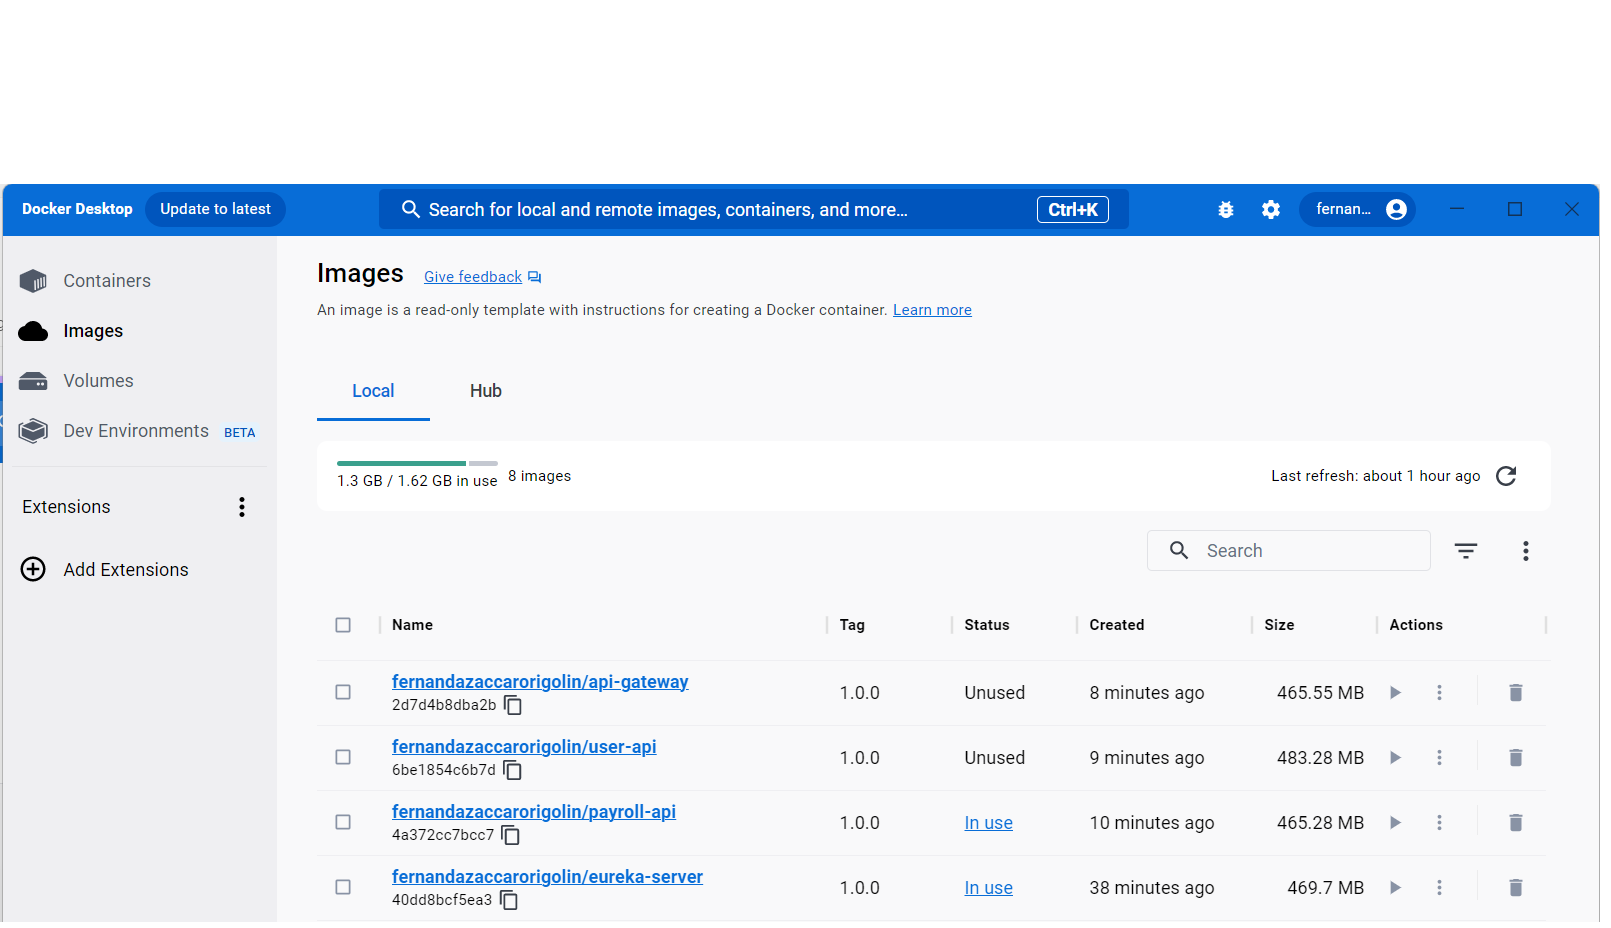 Docker Desktop Update to latest Search for local and remote images, containers, and more... Ctrl+K fernan...
Containers
Images
Volumes
Dev Environments BETA
Extensions
Add Extensions
Images Give feedback
An image is a read-only template with instructions for creating a Docker container. Learn more
Local Hub
1.3 GB / 1.62 GB in use 8 images Last refresh: about 1 hour ago
Search
Name Tag Status Created Size Actions
fernandazaccarorigolin/api-gateway
2d7d4b8dba2b
1.0.0 Unused 8 minutes ago 465.55 MB
fernandazaccarorigolin/user-api
6be1854c6b7d
1.0.0 Unused 9 minutes ago 483.28 MB
fernandazaccarorigolin/payroll-api
4a372cc7bcc7
1.0.0 In use 10 minutes ago 465.28 MB
fernandazaccarorigolin/eureka-server
40dd8bcf5ea3
1.0.0 In use 38 minutes ago 469.7 MB